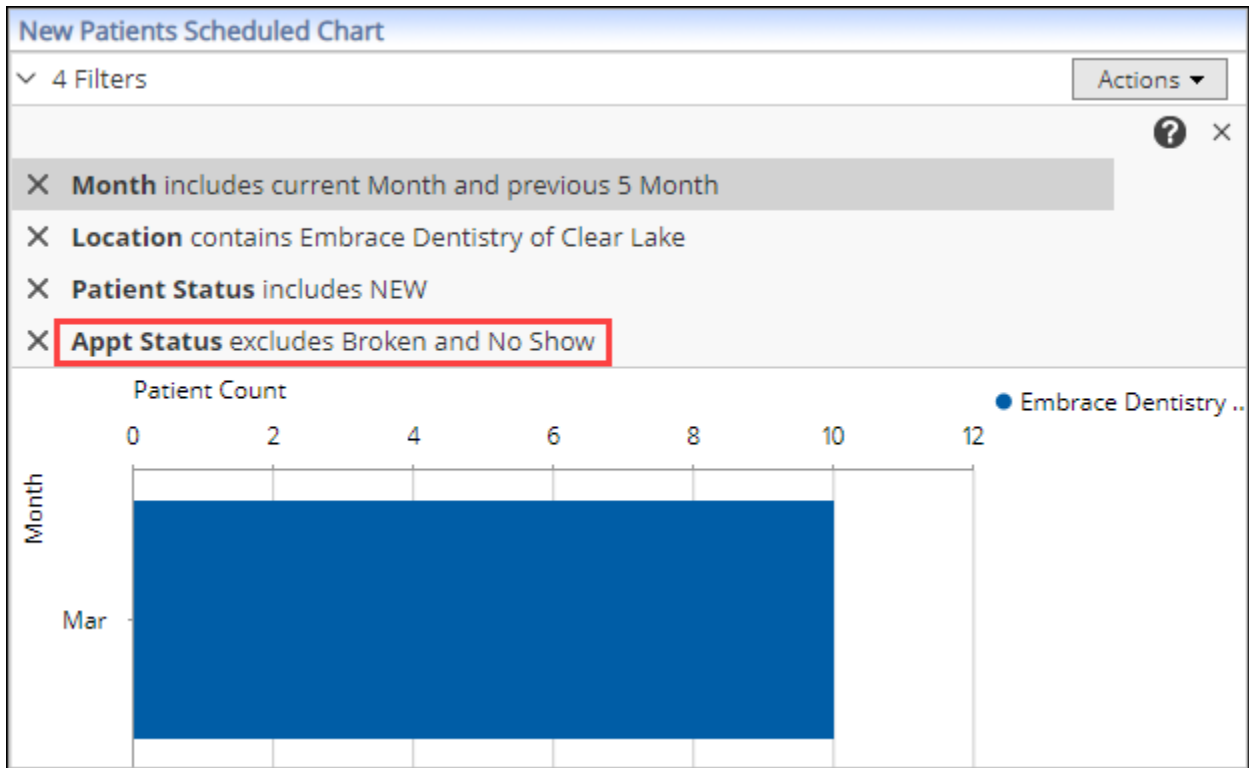 New Patients Scheduled Chart
4 Filters
Actions
Month includes current Month and previous 5 Month
Location contains Embrace Dentistry of Clear Lake
Patient Status includes NEW
Appt Status excludes Broken and No Show
Patient Count
Embrace Dentistry ..
0 2 4 6 8 10 12
Month
Mar